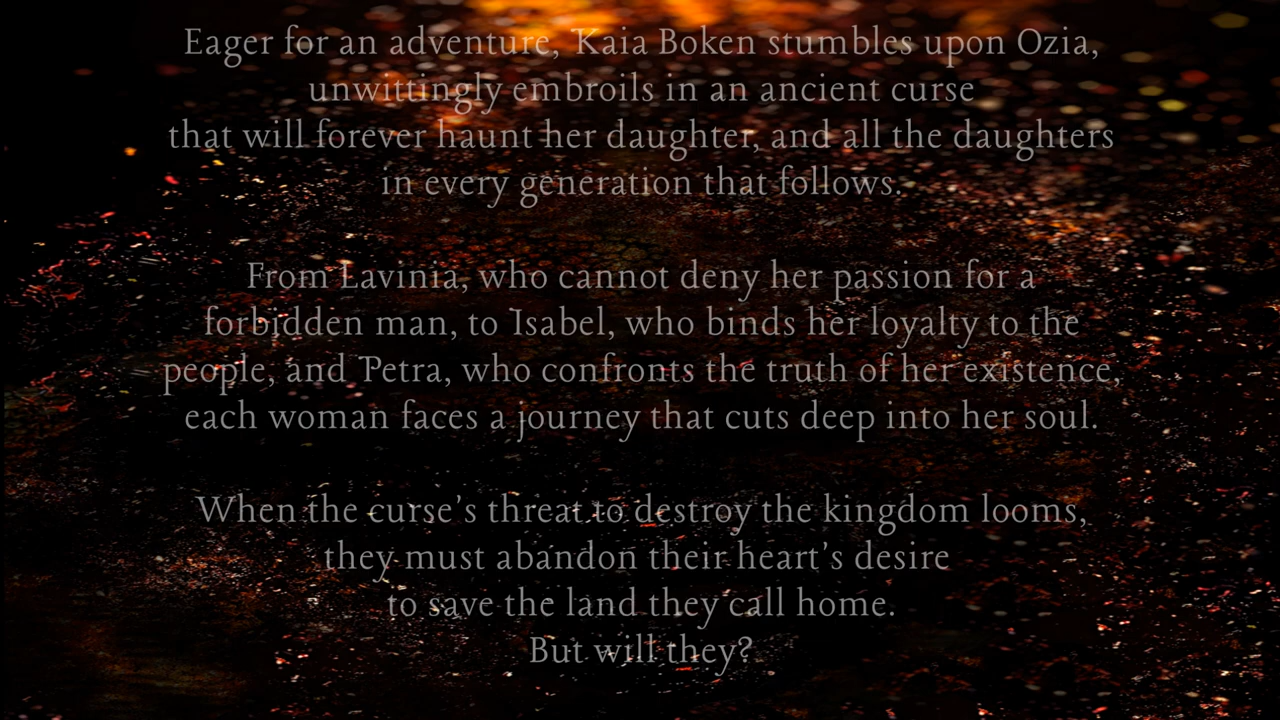 Eager for an adventure, Kaia Boken stumbles upon Ozia,
unwittingly embroils in an ancient curse
that will forever haunt her daughter, and all the daughters
in every generation that follows.
From Lavinia, who cannot deny her passion for a
forbidden man, to Isabel, who binds her loyalty to the
people, and Petra, who confronts the truth of her existence,
each woman faces a journey that cuts deep into her soul.
When the curse's threat to destroy the kingdom looms,
they must abandon their heart's desire
to save the land they call home.
But will they?